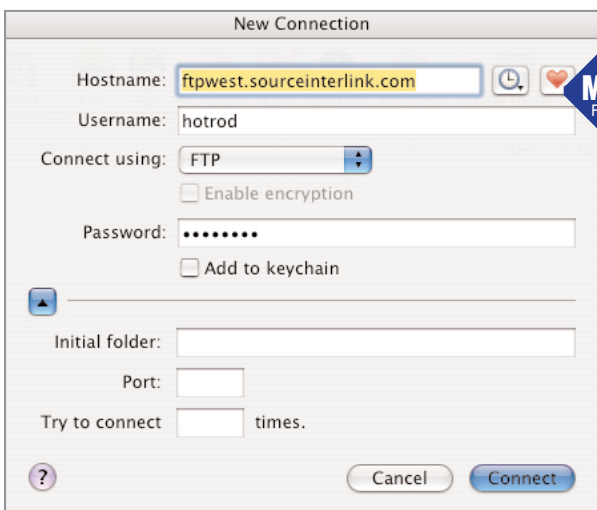 New Connection
Hostname: ftpwest.sourceinterlink.com
Username: hotrod
Connect using: FTP
Enable encryption
Password: ••••••••
Add to keychain
Initial folder:
Port:
Try to connect times.
? Cancel Connect